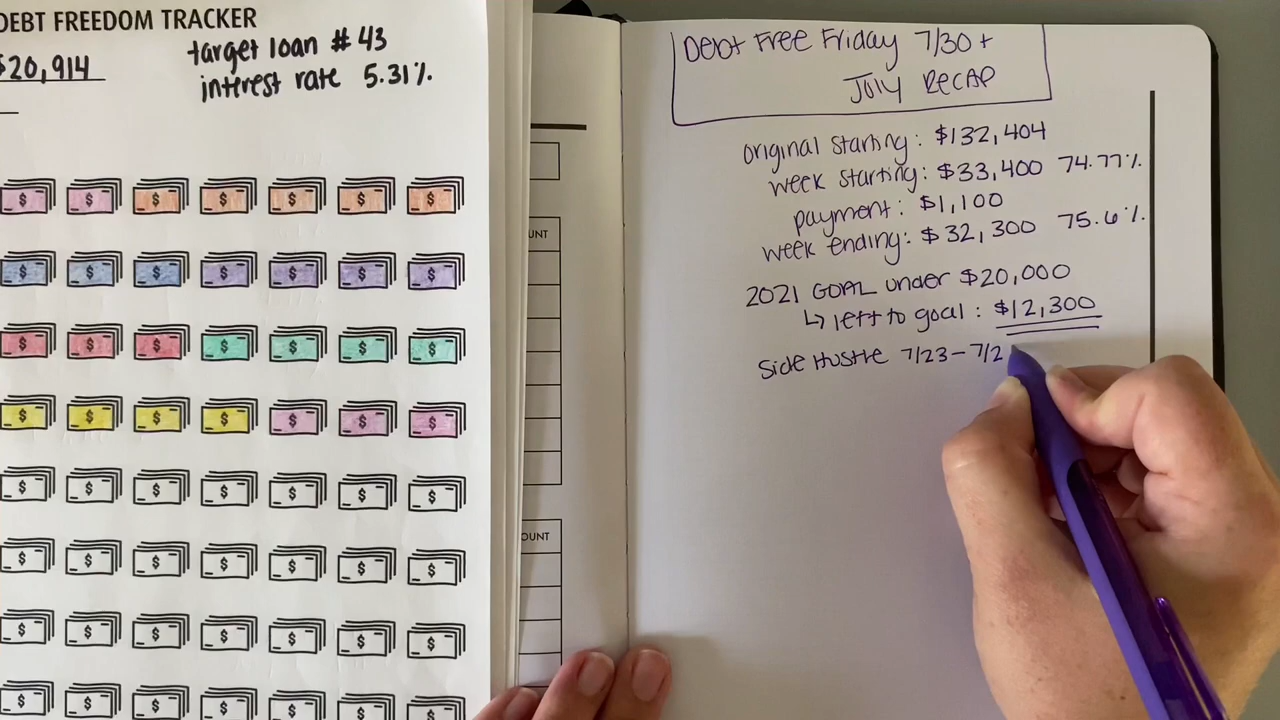 DEBT FREEDOM TRACKER
$20,914
target loan # 43
interest rate 5.31%.
UNT
OUNT
Debt Free Friday 7/30 +
July RECAP
original starting: $132,404
week starting: $33,400 74.77%.
payment: $1,100
week ending: $32,300 75.6%.
2021 GOAL under $20,000
↳ left to goal: $12,300
Side Hustle 7/23-7/2